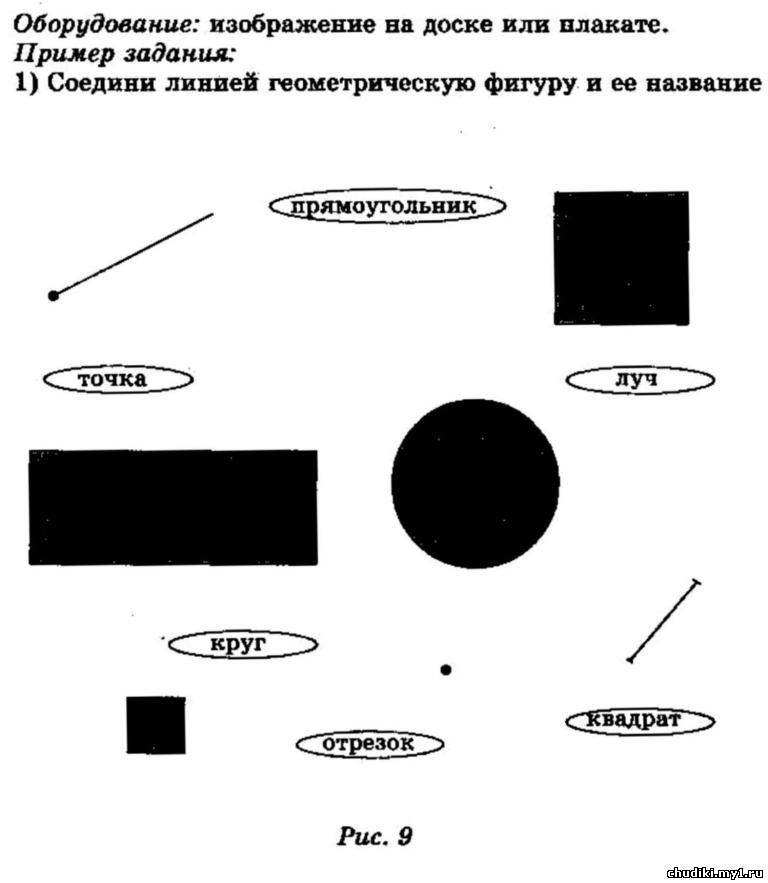 Оборудование: изображение на доске или плакате.
Пример задания:
1) Соедини линией геометрическую фигуру и ее название
прямоугольник
точка
луч
круг
квадрат
отрезок
Рис. 9
chudiki.my1.ru